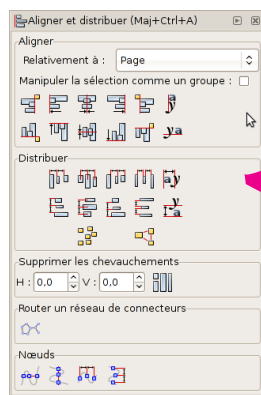 Aligner et distribuer (Maj+Ctrl+A)
Aligner
Relativement à : Page
Manipuler la sélection comme un groupe :
Distribuer
Supprimer les chevauchements
H : 0,0 V : 0,0
Router un réseau de connecteurs
Nœuds